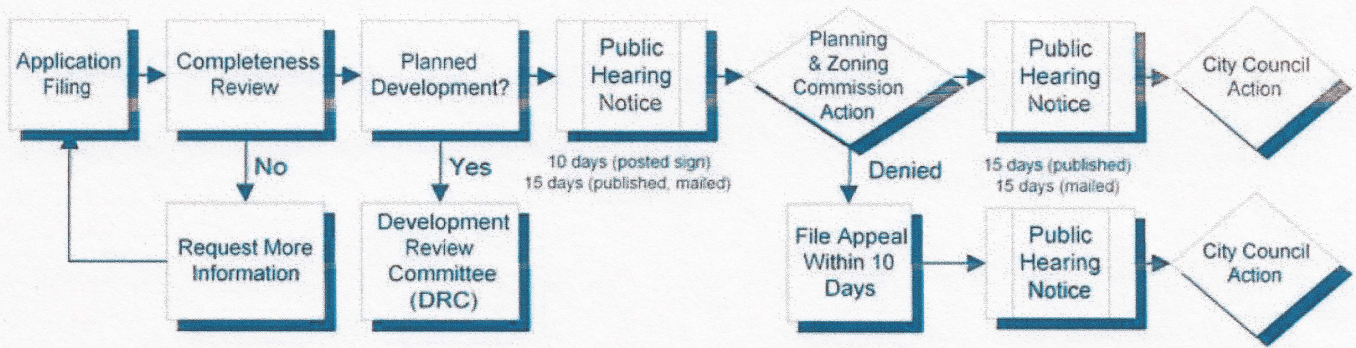 Application
Filing
Completeness
Review
Planned
Development?
Public
Hearing
Notice
Planning
& Zoning
Commission
Action
Public
Hearing
Notice
City Council
Action
10 days (posted sign)
15 days (published, mailed)
15 days (published)
15 days (mailed)
No
Yes
Denied
Request More
Information
Development
Review
Committee
(DRC)
File Appeal
Within 10
Days
Public
Hearing
Notice
City Council
Action